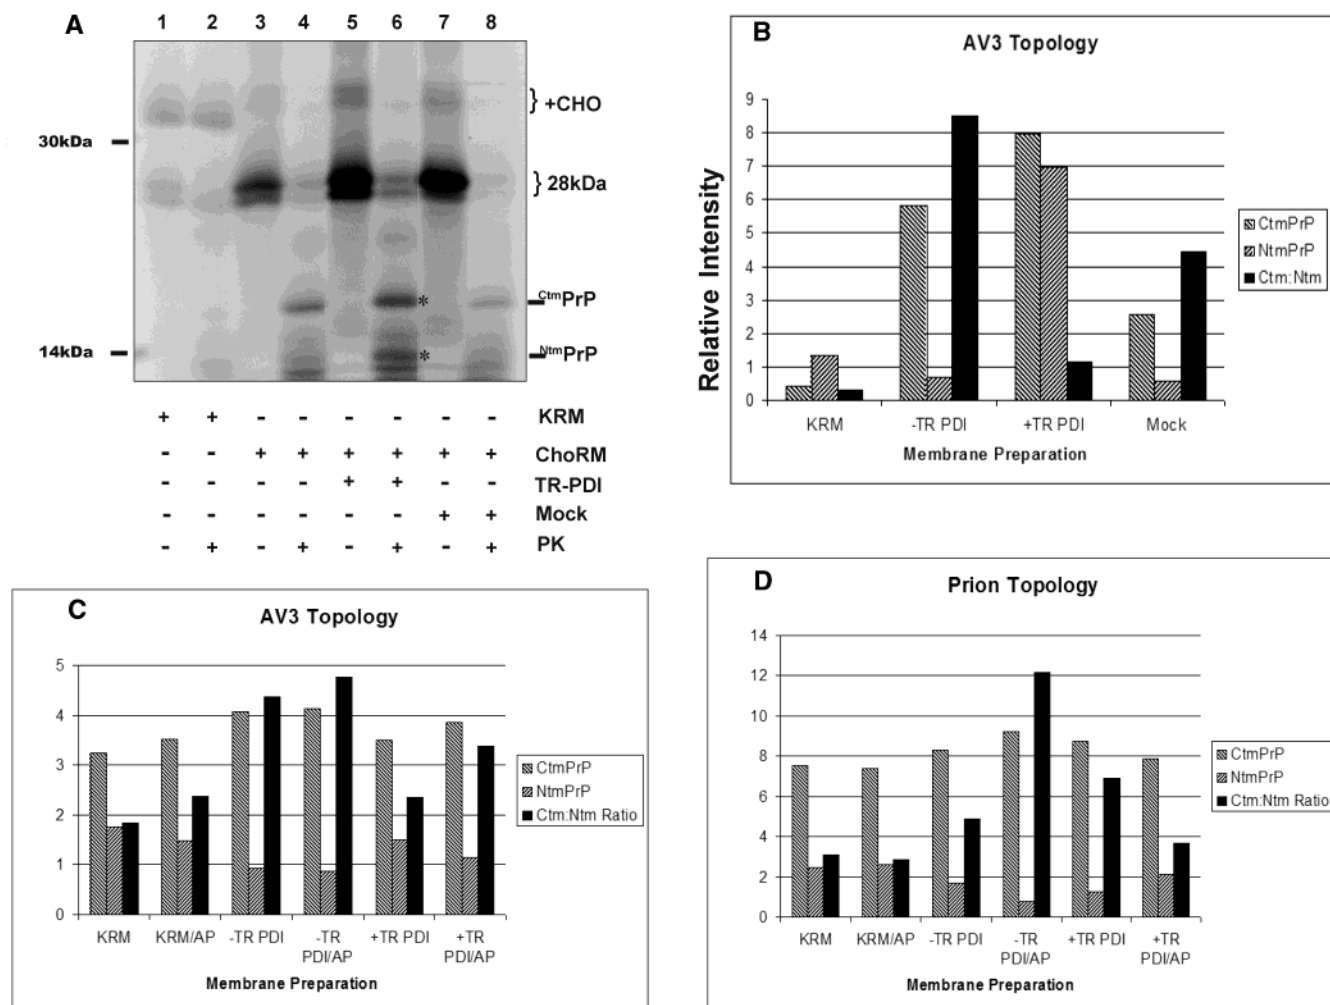 A
1 2 3 4 5 6 7 8
+CHO
30kDa
28kDa
CtmPrP
14kDa
NtmPrP
*
*
+ + - - - - - - KRM
- - + + + + + + ChoRM
- - - - + + - - TR-PDI
- - - - - - + + Mock
- + - + - + - + PK
B
AV3 Topology
Relative Intensity
9
8
7
6
5
4
3
2
1
0
KRM -TR PDI +TR PDI Mock
Membrane Preparation
CtmPrP
NtmPrP
Ctm:Ntm
C
AV3 Topology
5
4
3
2
1
0
KRM KRM/AP -TR PDI -TR PDI/AP +TR PDI +TR PDI/AP
Membrane Preparation
CtmPrP
NtmPrP
Ctm:Ntm Ratio
D
Prion Topology
14
12
10
8
6
4
2
0
KRM KRM/AP -TR PDI -TR PDI/AP +TR PDI +TR PDI/AP
Membrane Preparation
CtmPrP
NtmPrP
Ctm:Ntm Ratio